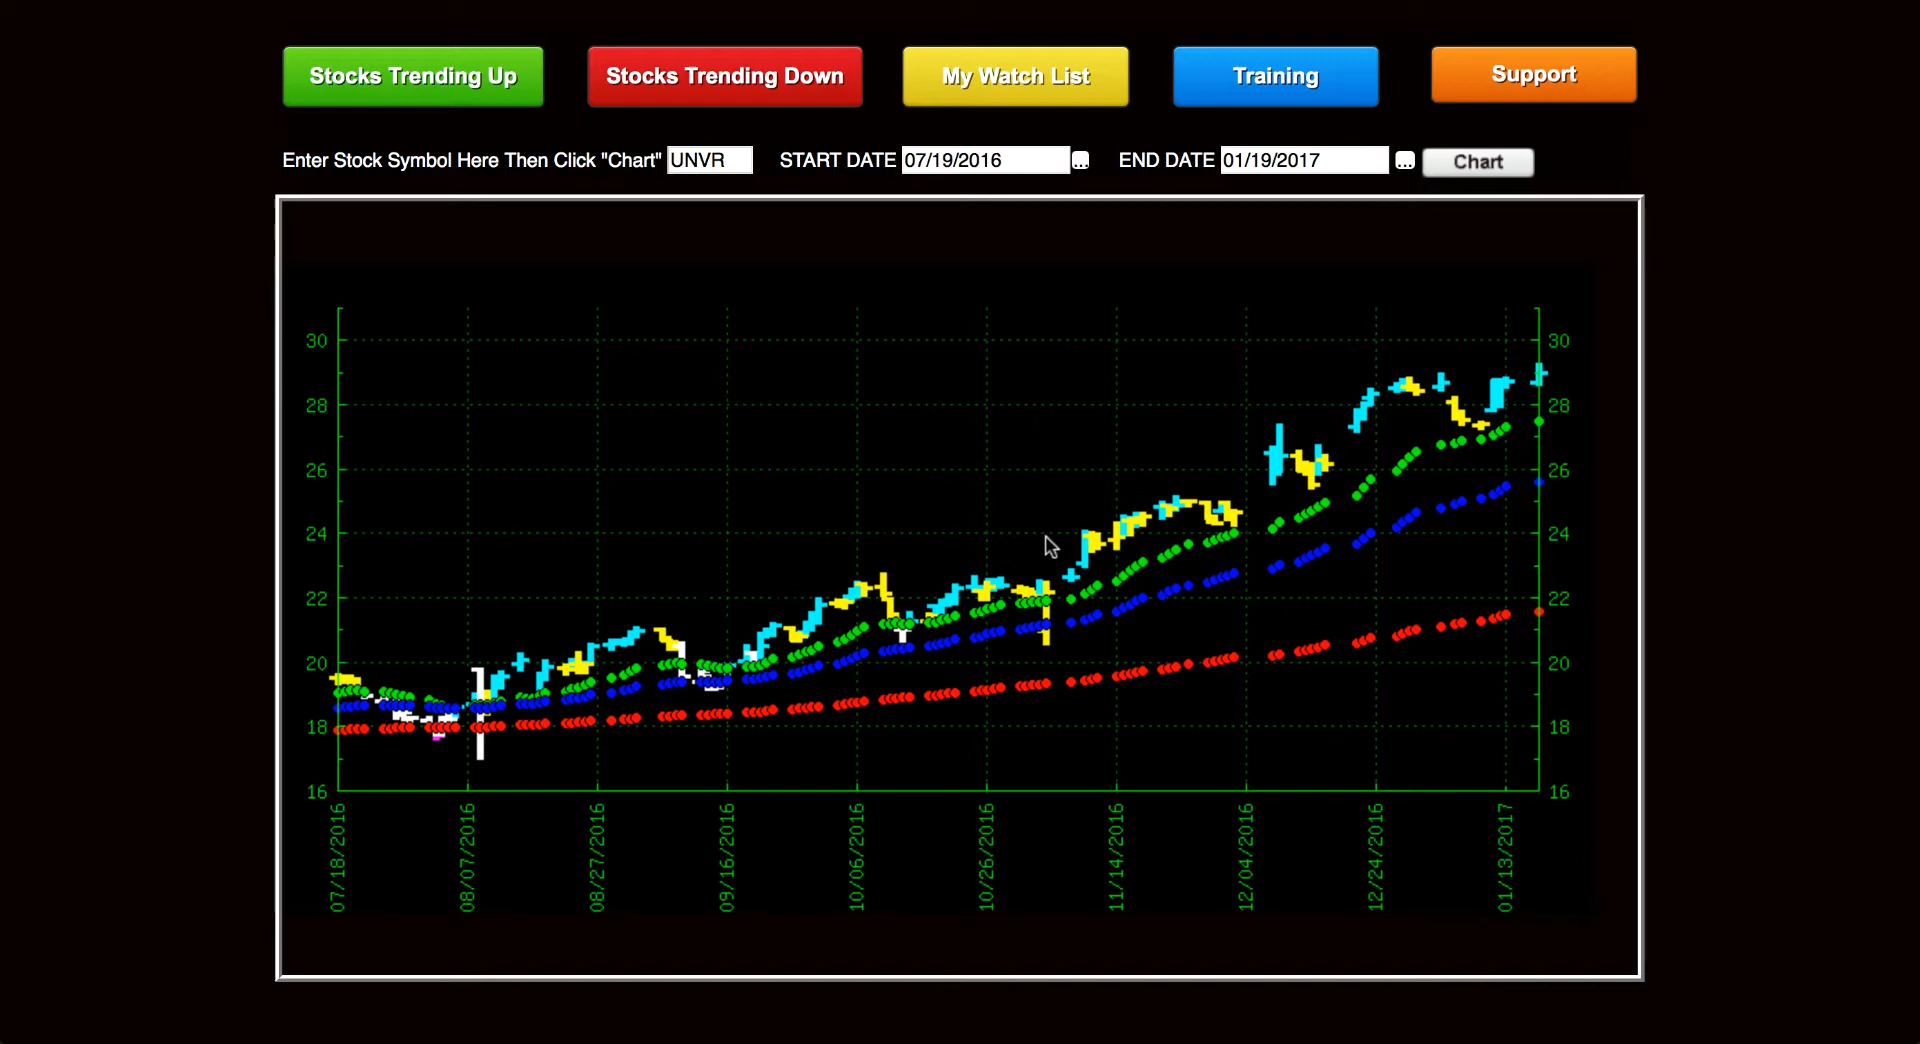 Stocks Trending Up Stocks Trending Down My Watch List Training Support
Enter Stock Symbol Here Then Click "Chart" UNVR START DATE 07/19/2016 ... END DATE 01/19/2017 ... Chart
30 30
28 28
26 26
24 24
22 22
20 20
18 18
16 16
07/18/2016 08/07/2016 08/27/2016 09/16/2016 10/06/2016 10/26/2016 11/14/2016 12/04/2016 12/24/2016 01/13/2017